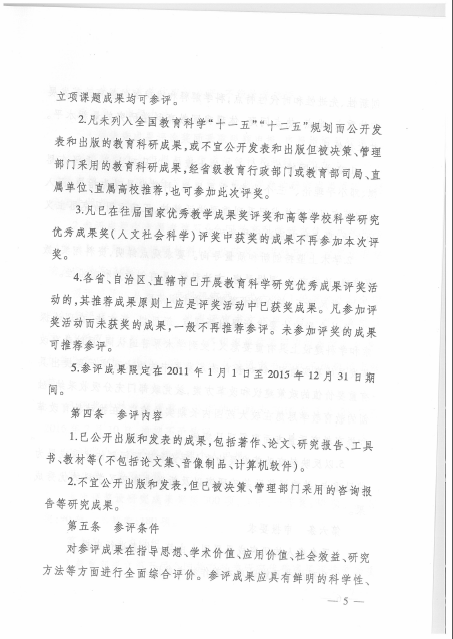 立项课题成果均可参评。
2.凡未列入全国教育科学“十一五”“十二五”规划而公开发
表和出版的教育科研成果,或不宜公开发表和出版但被决策、管理
部门采用的教育科研成果,经省级教育行政部门或教育部司局、直
属单位、直属高校推荐,也可参加此次评奖。
3.凡已在往届国家优秀教学成果奖评奖和高等学校科学研究
优秀成果奖(人文社会科学)评奖中获奖的成果不再参加本次评
奖。
4.各省、自治区、直辖市已开展教育科学研究优秀成果评奖活
动的,其推荐成果原则上应是评奖活动中已获奖成果。凡参加评
奖活动而未获奖的成果,一般不再推荐参评。未参加评奖的成果
可推荐参评。
5.参评成果限定在 2011 年 1 月 1 日至 2015 年 12 月 31 日期
间。
第四条 参评内容
1.已公开出版和发表的成果,包括著作、论文、研究报告、工具
书、教材等(不包括论文集、音像制品、计算机软件)。
2.不宜公开出版和发表,但已被决策、管理部门采用的咨询报
告等研究成果。
第五条 参评条件
对参评成果在指导思想、学术价值、应用价值、社会效益、研究
方法等方面进行全面综合评价。参评成果应具有鲜明的科学性、
— 5 —